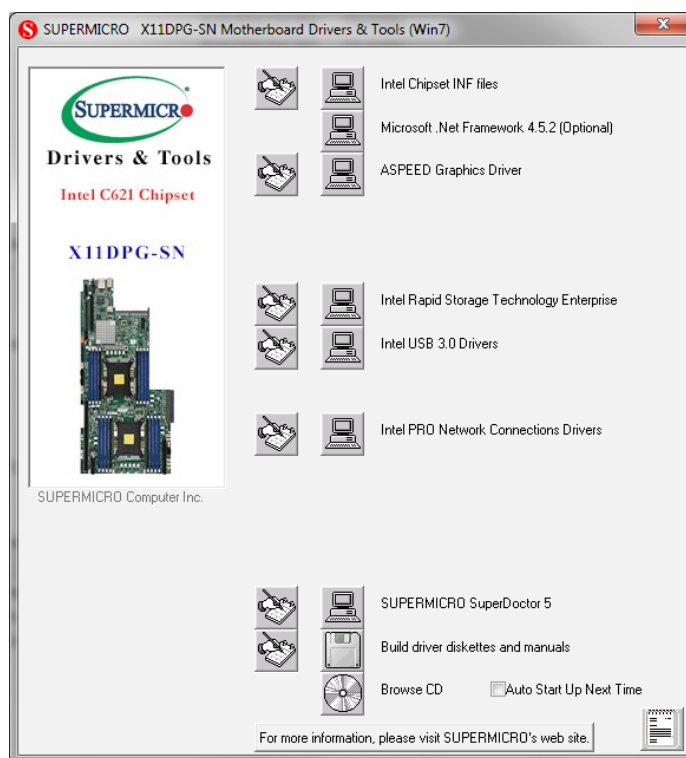 SUPERMICRO X11DPG-SN Motherboard Drivers & Tools (Win7)
SUPERMICRO
Drivers & Tools
Intel C621 Chipset
X11DPG-SN
SUPERMICRO Computer Inc.
Intel Chipset INF files
Microsoft .Net Framework 4.5.2 (Optional)
ASPEED Graphics Driver
Intel Rapid Storage Technology Enterprise
Intel USB 3.0 Drivers
Intel PRO Network Connections Drivers
SUPERMICRO SuperDoctor 5
Build driver diskettes and manuals
Browse CD
Auto Start Up Next Time
For more information, please visit SUPERMICRO's web site.